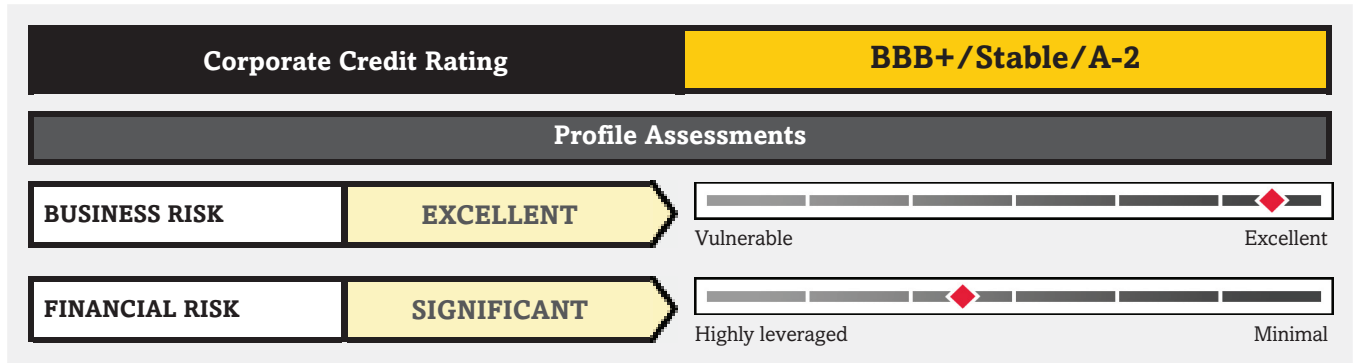 Corporate Credit Rating
BBB+/Stable/A-2
Profile Assessments
BUSINESS RISK
EXCELLENT
Vulnerable
Excellent
FINANCIAL RISK
SIGNIFICANT
Highly leveraged
Minimal